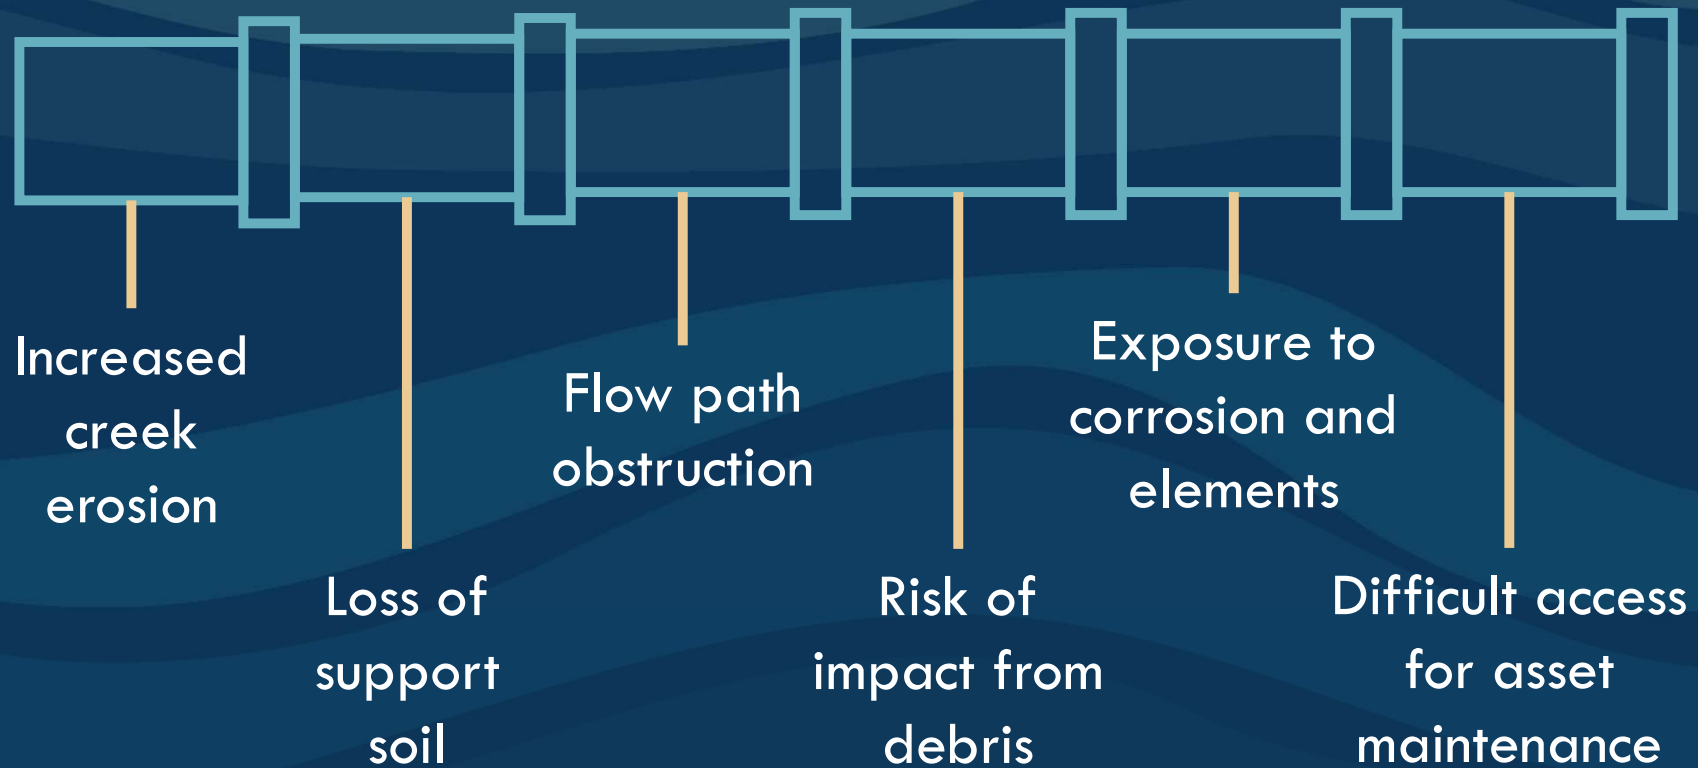 Increased
creek
erosion
Loss of
support
soil
Flow path
obstruction
Risk of
impact from
debris
Exposure to
corrosion and
elements
Difficult access
for asset
maintenance